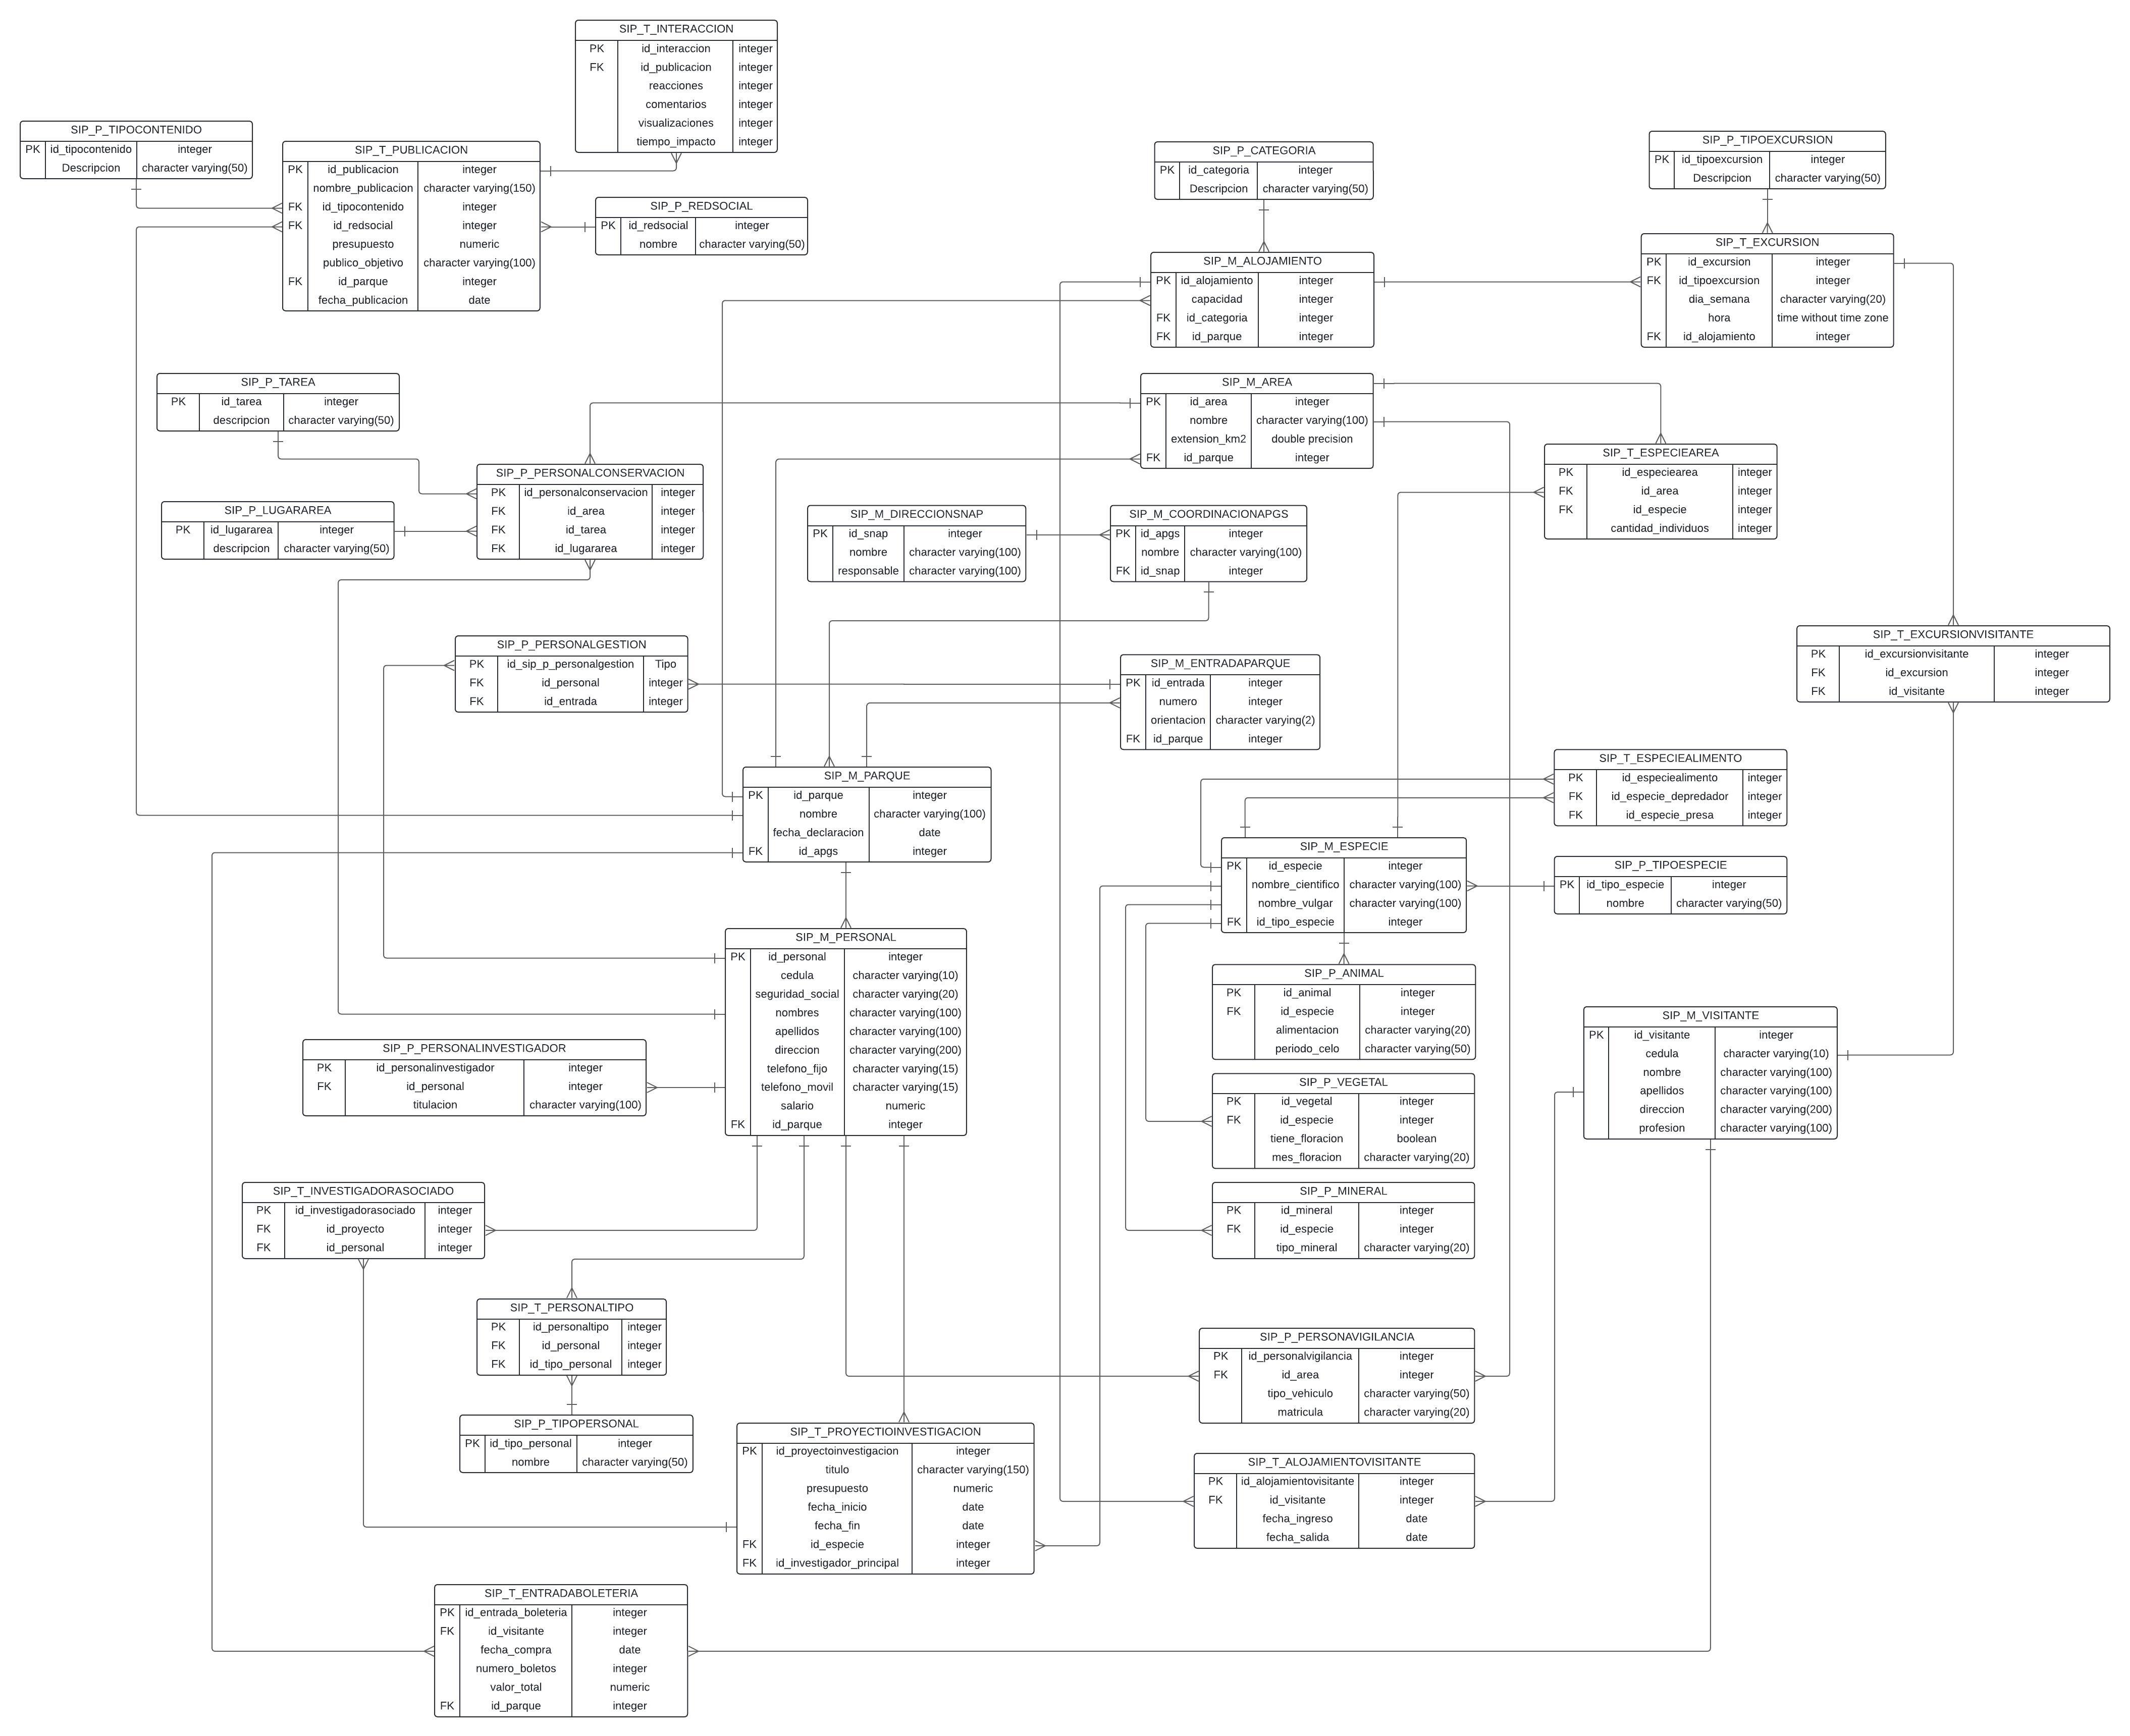 SIP_T_INTERACCION
PK id_interaccion integer
FK id_publicacion integer
reacciones integer
comentarios integer
visualizaciones integer
tiempo_impacto integer
SIP_P_TIPOCONTENIDO
PK id_tipocontenido integer
Descripcion character varying(50)
SIP_T_PUBLICACION
PK id_publicacion integer
nombre_publicacion character varying(150)
FK id_tipocontenido integer
FK id_redsocial integer
presupuesto numeric
publico_objetivo character varying(100)
FK id_parque integer
fecha_publicacion date
SIP_P_REDSOCIAL
PK id_redsocial integer
nombre character varying(50)
SIP_P_CATEGORIA
PK id_categoria integer
Descripcion character varying(50)
SIP_P_TIPOEXCURSION
PK id_tipoexcursion integer
Descripcion character varying(50)
SIP_M_ALOJAMIENTO
PK id_alojamiento integer
capacidad integer
FK id_categoria integer
FK id_parque integer
SIP_T_EXCURSION
PK id_excursion integer
FK id_tipoexcursion integer
dia_semana character varying(20)
hora time without time zone
FK id_alojamiento integer
SIP_P_TAREA
PK id_tarea integer
descripcion character varying(50)
SIP_M_AREA
PK id_area integer
nombre character varying(100)
extension_km2 double precision
FK id_parque integer
SIP_P_PERSONALCONSERVACION
PK id_personalconservacion integer
FK id_area integer
FK id_tarea integer
FK id_lugararea integer
SIP_T_ESPECIEAREA
PK id_especiearea integer
FK id_area integer
FK id_especie integer
cantidad_individuos integer
SIP_P_LUGARAREA
PK id_lugararea integer
descripcion character varying(50)
SIP_M_DIRECCIONSNAP
PK id_snap integer
nombre character varying(100)
responsable character varying(100)
SIP_M_COORDINACIONAPGS
PK id_apgs integer
nombre character varying(100)
FK id_snap integer
SIP_P_PERSONALGESTION
PK id_sip_p_personalgestion Tipo
FK id_personal integer
FK id_entrada integer
SIP_M_ENTRADAPARQUE
PK id_entrada integer
numero integer
orientacion character varying(2)
FK id_parque integer
SIP_T_EXCURSIONVISITANTE
PK id_excursionvisitante integer
FK id_excursion integer
FK id_visitante integer
SIP_M_PARQUE
PK id_parque integer
nombre character varying(100)
fecha_declaracion date
FK id_apgs integer
SIP_T_ESPECIEALIMENTO
PK id_especiealimento integer
FK id_especie_depredador integer
FK id_especie_presa integer
SIP_M_ESPECIE
PK id_especie integer
nombre_cientifico character varying(100)
nombre_vulgar character varying(100)
FK id_tipo_especie integer
SIP_P_TIPOESPECIE
PK id_tipo_especie integer
nombre character varying(50)
SIP_M_PERSONAL
PK id_personal integer
cedula character varying(10)
seguridad_social character varying(20)
nombres character varying(100)
apellidos character varying(100)
direccion character varying(200)
telefono_fijo character varying(15)
telefono_movil character varying(15)
salario numeric
FK id_parque integer
SIP_P_ANIMAL
PK id_animal integer
FK id_especie integer
alimentacion character varying(20)
periodo_celo character varying(50)
SIP_M_VISITANTE
PK id_visitante integer
cedula character varying(10)
nombre character varying(100)
apellidos character varying(100)
direccion character varying(200)
profesion character varying(100)
SIP_P_PERSONALINVESTIGADOR
PK id_personalinvestigador integer
FK id_personal integer
titulacion character varying(100)
SIP_P_VEGETAL
PK id_vegetal integer
FK id_especie integer
tiene_floracion boolean
mes_floracion character varying(20)
SIP_T_INVESTIGADORASOCIADO
PK id_investigadorasociado integer
FK id_proyecto integer
FK id_personal integer
SIP_P_MINERAL
PK id_mineral integer
FK id_especie integer
tipo_mineral character varying(20)
SIP_T_PERSONALTIPO
PK id_personaltipo integer
FK id_personal integer
FK id_tipo_personal integer
SIP_P_PERSONAVIGILANCIA
PK id_personalvigilancia integer
FK id_area integer
tipo_vehiculo character varying(50)
matricula character varying(20)
SIP_P_TIPOPERSONAL
PK id_tipo_personal integer
nombre character varying(50)
SIP_T_PROYECTIOINVESTIGACION
PK id_proyectoinvestigacion integer
titulo character varying(150)
presupuesto numeric
fecha_inicio date
fecha_fin date
FK id_especie integer
FK id_investigador_principal integer
SIP_T_ALOJAMIENTOVISITANTE
PK id_alojamientovisitante integer
FK id_visitante integer
fecha_ingreso date
fecha_salida date
SIP_T_ENTRADABOLETERIA
PK id_entrada_boleteria integer
FK id_visitante integer
fecha_compra date
numero_boletos integer
valor_total numeric
FK id_parque integer